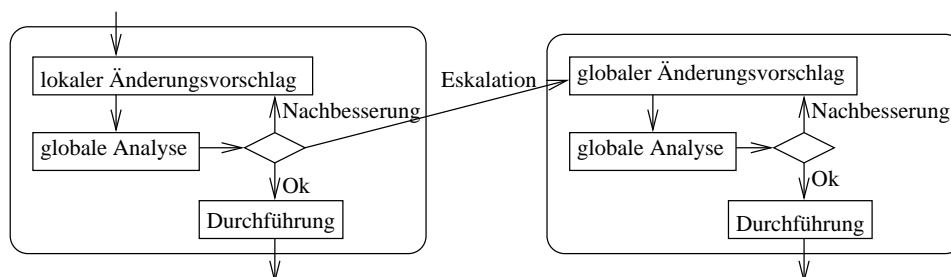 lokaler Änderungsvorschlag
Nachbesserung
globale Analyse
Ok
Durchführung
Eskalation
globaler Änderungsvorschlag
Nachbesserung
globale Analyse
Ok
Durchführung